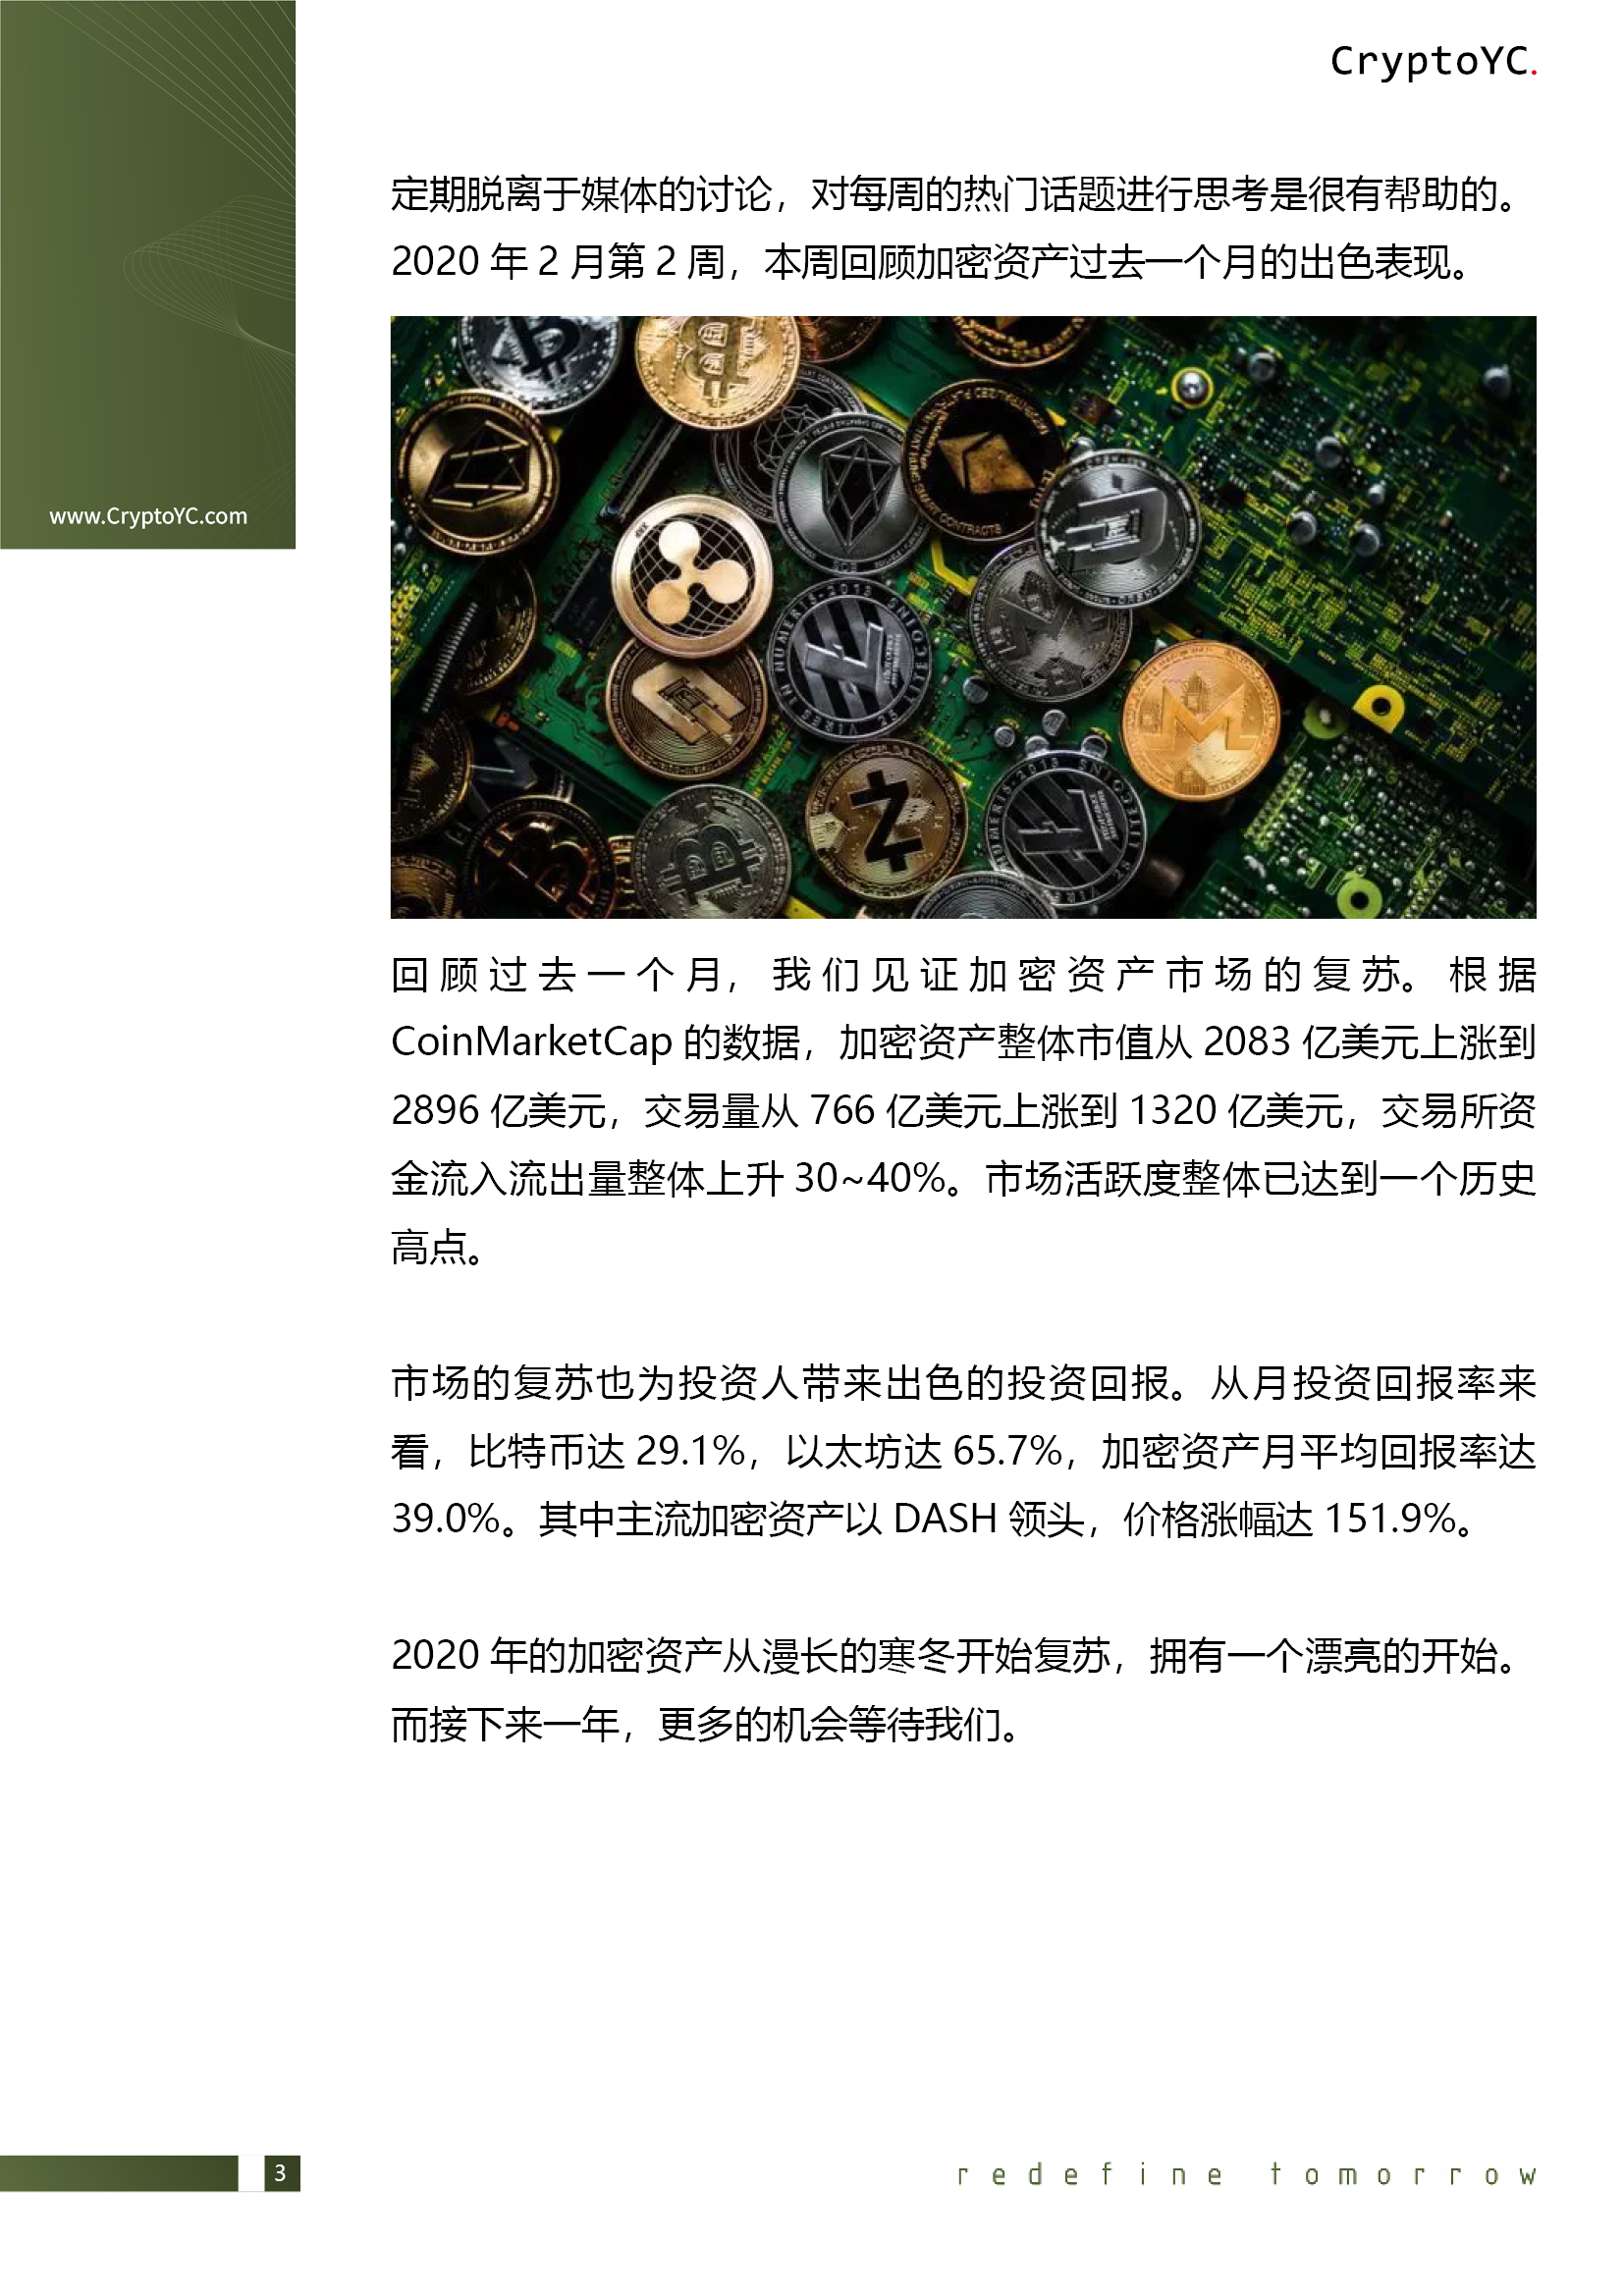 CryptoYC.
www.CryptoYC.com
定期脱离于媒体的讨论，对每周的热门话题进行思考是很有帮助的。
2020 年 2 月第 2 周，本周回顾加密资产过去一个月的出色表现。
回顾过去一个月，我们见证加密资产市场的复苏。根据
CoinMarketCap 的数据，加密资产整体市值从 2083 亿美元上涨到
2896 亿美元，交易量从 766 亿美元上涨到 1320 亿美元，交易所资
金流入流出量整体上升 30~40%。市场活跃度整体已达到一个历史
高点。
市场的复苏也为投资人带来出色的投资回报。从月投资回报率来
看，比特币达 29.1%，以太坊达 65.7%，加密资产月平均回报率达
39.0%。其中主流加密资产以 DASH 领头，价格涨幅达 151.9%。
2020 年的加密资产从漫长的寒冬开始复苏，拥有一个漂亮的开始。
而接下来一年，更多的机会等待我们。
3
redefine tomorrow